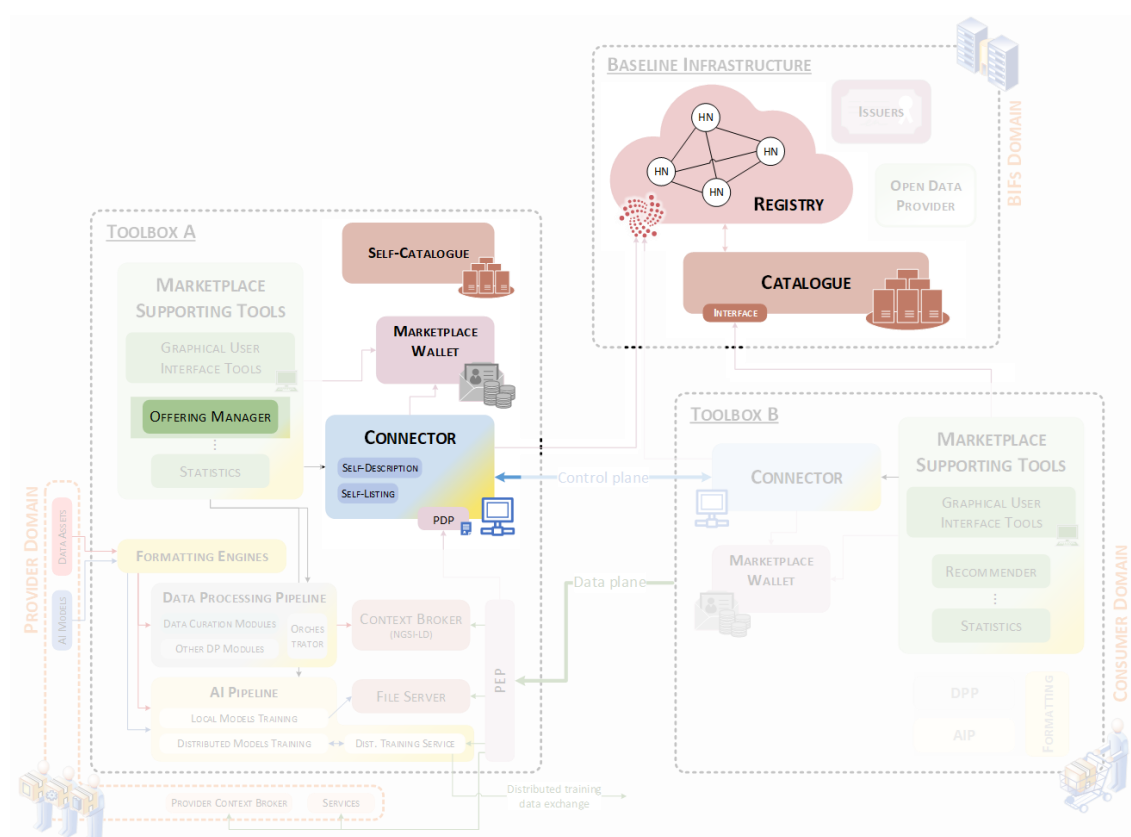 BASELINE INFRASTRUCTURE
ISSUERS
HN
HN
HN
HN
REGISTRY
OPEN DATA
PROVIDER
BIFS DOMAIN
CATALOGUE
INTERFACE
TOOLBOX A
SELF-CATALOGUE
MARKETPLACE
SUPPORTING TOOLS
GRAPHICAL USER
INTERFACE TOOLS
OFFERING MANAGER
STATISTICS
MARKETPLACE
WALLET
CONNECTOR
SELF-DESCRIPTION
SELF-LISTING
PDP
Control plane
Data plane
PROVIDER DOMAIN
DATA ASSETS
AI MODELS
FORMATTING ENGINES
DATA PROCESSING PIPELINE
DATA CURATION MODULES
OTHER DP MODULES
ORCHES
TRATOR
CONTEXT BROKER
(NGSI-LD)
AI PIPELINE
LOCAL MODELS TRAINING
DISTRIBUTED MODELS TRAINING
DIST. TRAINING SERVICE
FILE SERVER
PEP
PROVIDER CONTEXT BROKER
SERVICES
Distributed training
data exchange
TOOLBOX B
CONNECTOR
MARKETPLACE
WALLET
MARKETPLACE
SUPPORTING TOOLS
GRAPHICAL USER
INTERFACE TOOLS
RECOMMENDER
STATISTICS
DPP
AIP
FORMATTING
CONSUMER DOMAIN